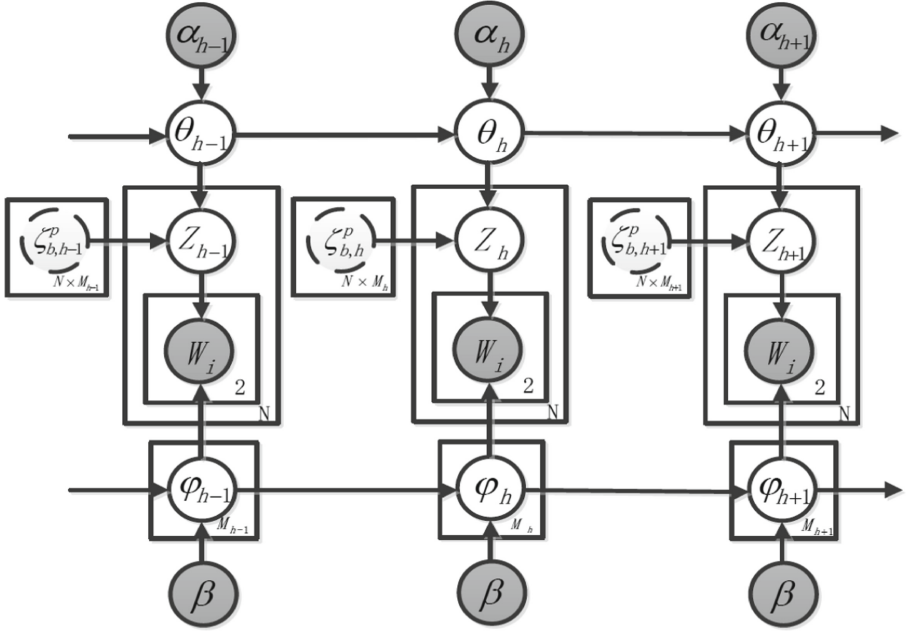 α_{h-1} α_h α_{h+1}
θ_{h-1} θ_h θ_{h+1}
ζ^p_{b,h-1} Z_{h-1} ζ^p_{b,h} Z_h ζ^p_{b,h+1} Z_{h+1}
N×M_{h-1} N×M_h N×M_{h+1}
W_i W_i W_i
2 2 2
N N N
φ_{h-1} φ_h φ_{h+1}
M_{h-1} M_h M_{h+1}
β β β